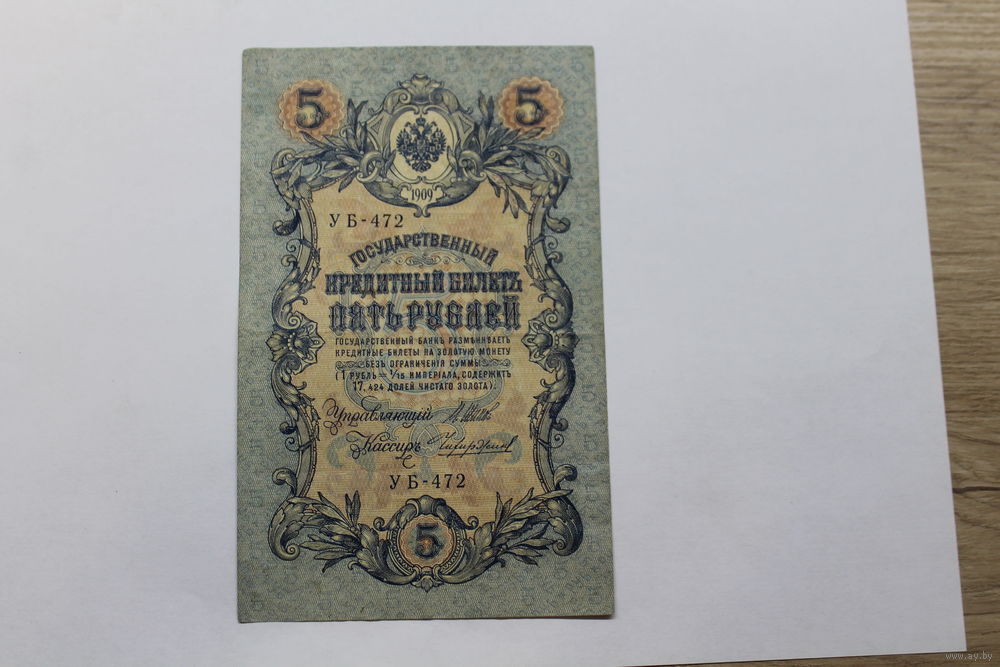 5 5
1909
УБ-472
ГОСУДАРСТВЕННЫЙ
КРЕДИТНЫЙ БИЛЕТЪ
ПЯТЬ РУБЛЕЙ
ГОСУДАРСТВЕННЫЙ БАНКЪ РАЗМѢНИВАЕТЪ
КРЕДИТНЫЕ БИЛЕТЫ НА ЗОЛОТУЮ МОНЕТУ
БЕЗЪ ОГРАНИЧЕНІЯ СУММЫ
(1 РУБЛЬ = 1/15 ИМПЕРІАЛА, СОДЕРЖИТЪ
17,424 ДОЛЕЙ ЧИСТАГО ЗОЛОТА).
Управляющій
Кассиръ
УБ-472
5
www.ay.by